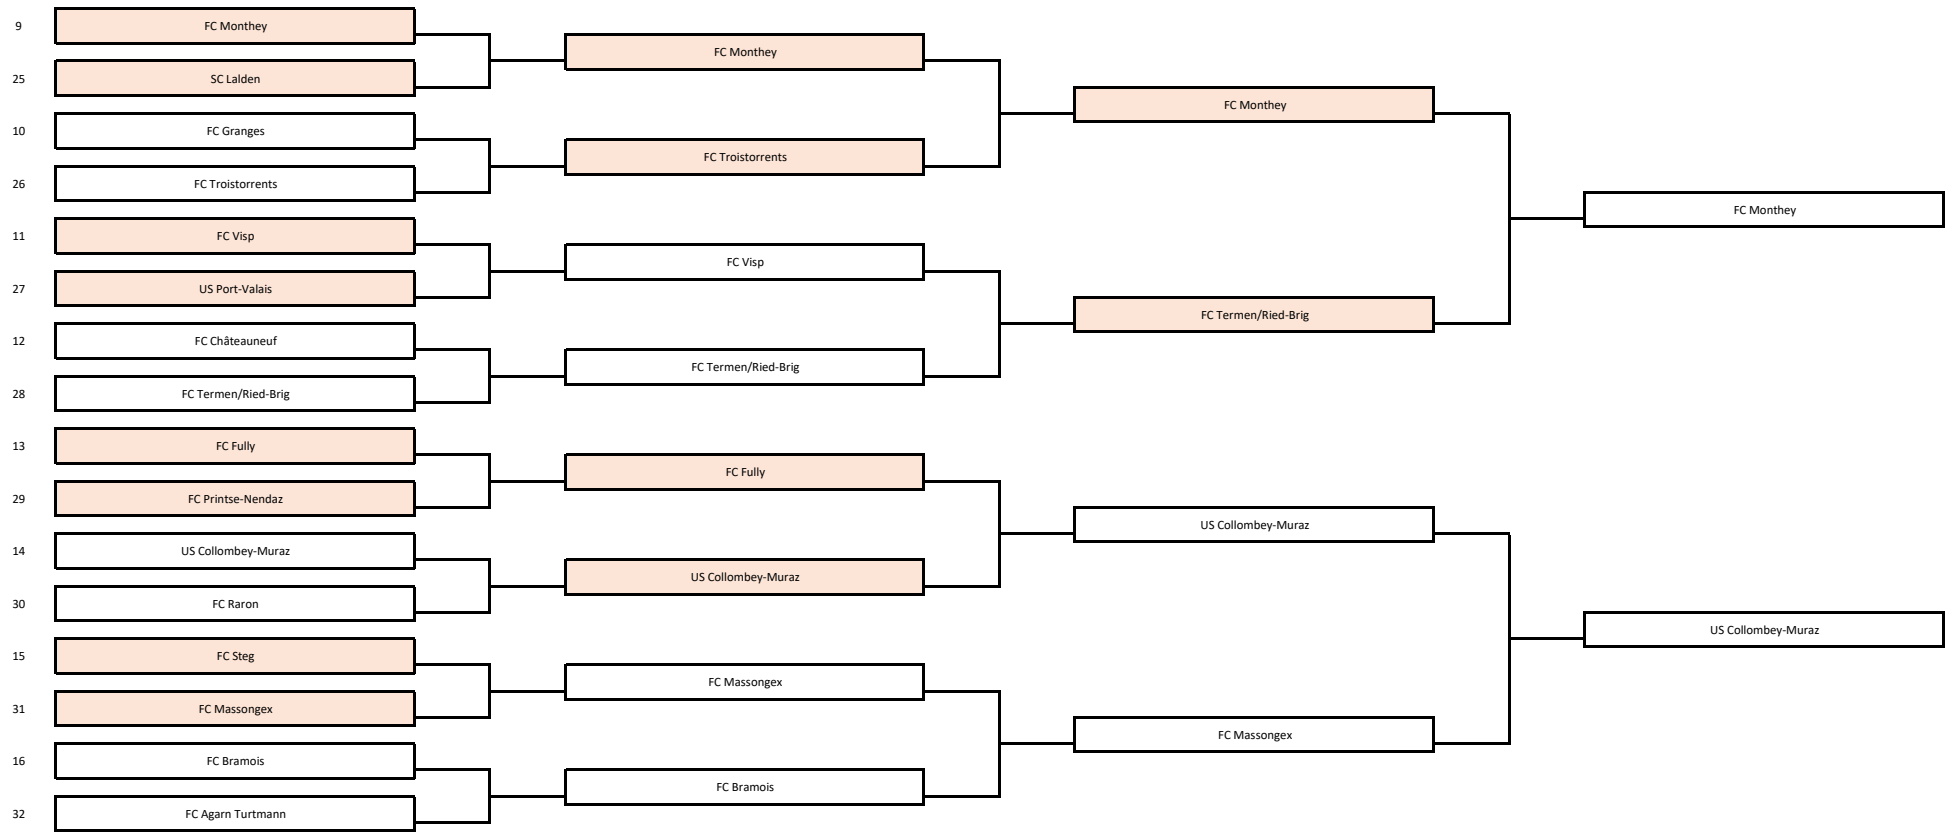 9
FC Monthey
25
SC Lalden
10
FC Granges
26
FC Troistorrents
11
FC Visp
27
US Port-Valais
12
FC Châteauneuf
28
FC Termen/Ried-Brig
13
FC Fully
29
FC Printse-Nendaz
14
US Collombey-Muraz
30
FC Raron
15
FC Steg
31
FC Massongex
16
FC Bramois
32
FC Agarn Turtmann
FC Monthey
FC Troistorrents
FC Visp
FC Termen/Ried-Brig
FC Fully
US Collombey-Muraz
FC Massongex
FC Bramois
FC Monthey
FC Termen/Ried-Brig
US Collombey-Muraz
FC Massongex
FC Monthey
US Collombey-Muraz